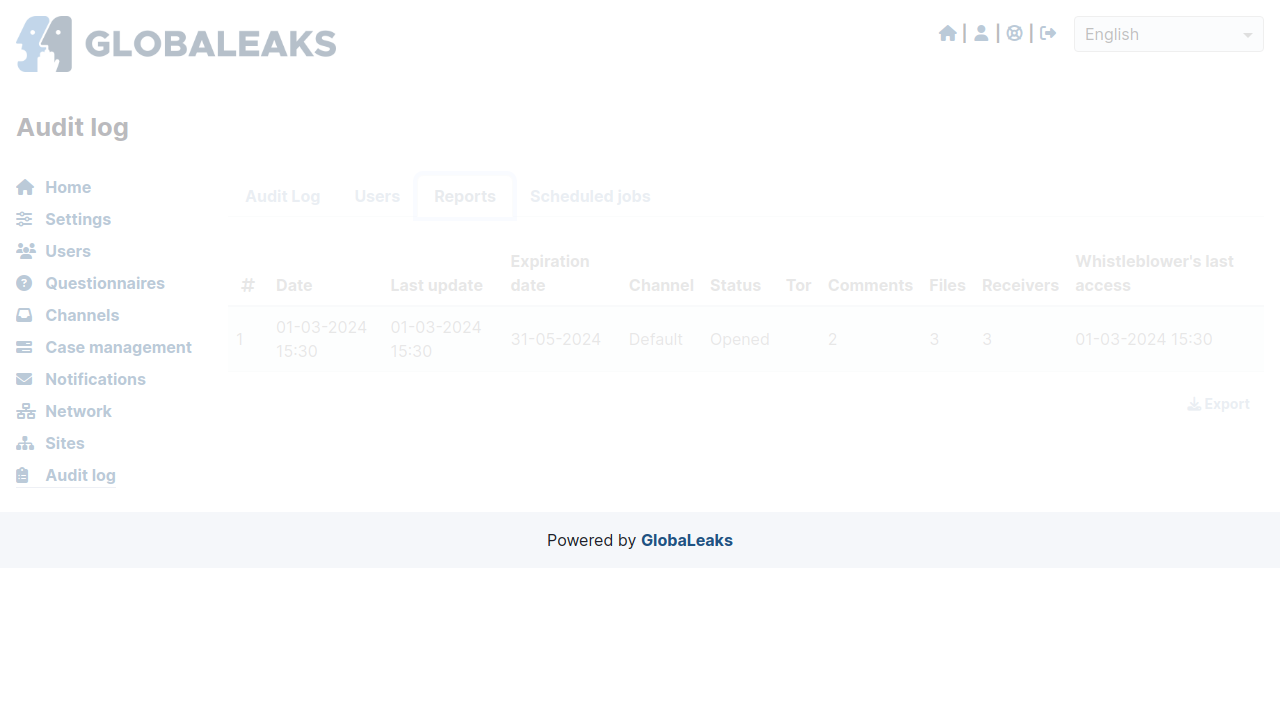 GLOBALEAKS
| | |
English
Audit log
Home
Settings
Users
Questionnaires
Channels
Case management
Notifications
Network
Sites
Audit log
Audit Log Users Reports Scheduled jobs
# Date Last update Expiration date Channel Status Tor Comments Files Receivers Whistleblower's last access
1 01-03-2024 15:30 01-03-2024 15:30 31-05-2024 Default Opened 2 3 3 01-03-2024 15:30
Export
Powered by GlobaLeaks